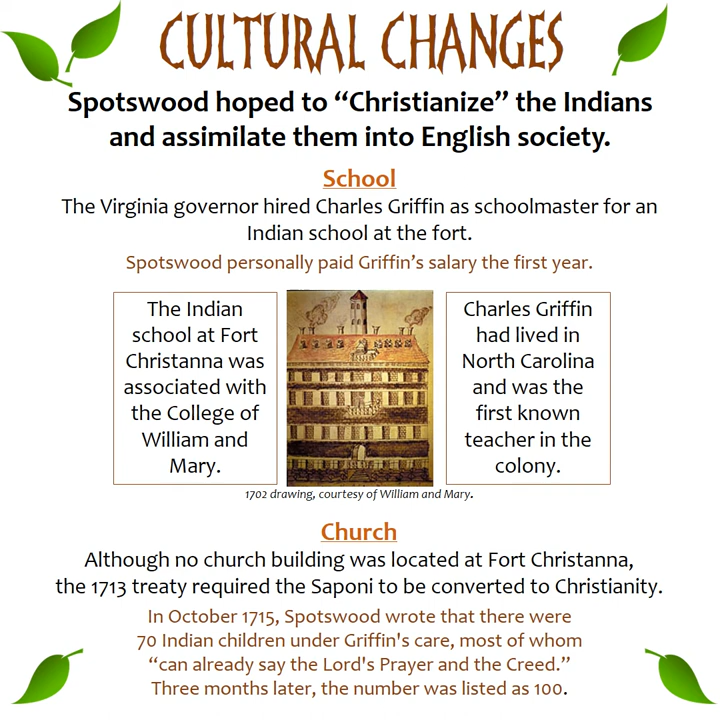 CULTURAL CHANGES
Spotswood hoped to “Christianize” the Indians
and assimilate them into English society.
School
The Virginia governor hired Charles Griffin as schoolmaster for an
Indian school at the fort.
Spotswood personally paid Griffin’s salary the first year.
The Indian
school at Fort
Christanna was
associated with
the College of
William and
Mary.
Charles Griffin
had lived in
North Carolina
and was the
first known
teacher in the
colony.
1702 drawing, courtesy of William and Mary.
Church
Although no church building was located at Fort Christanna,
the 1713 treaty required the Saponi to be converted to Christianity.
In October 1715, Spotswood wrote that there were
70 Indian children under Griffin's care, most of whom
“can already say the Lord's Prayer and the Creed.”
Three months later, the number was listed as 100.